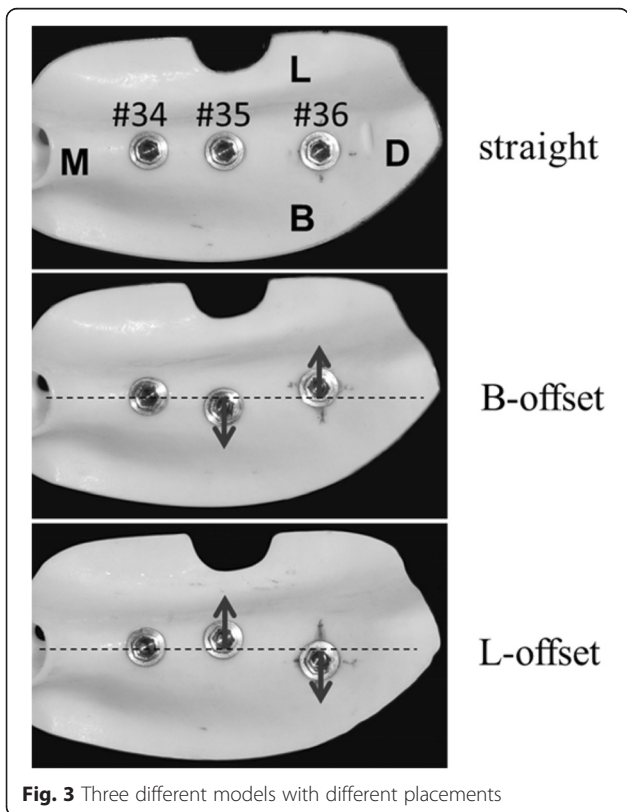 L
#34 #35 #36
M D straight
B
B-offset
L-offset
Fig. 3 Three different models with different placements